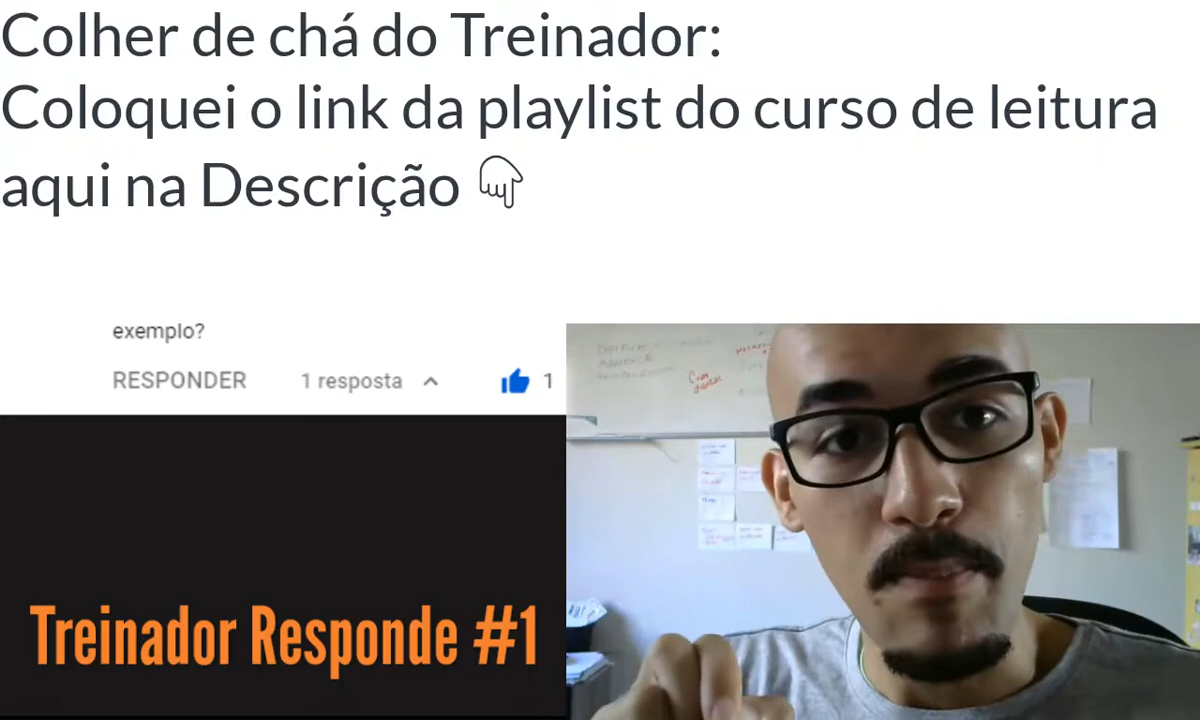 Colher de chá do Treinador:
Coloquei o link da playlist do curso de leitura
aqui na Descrição
exemplo?
RESPONDER 1 resposta 1
Treinador Responde #1